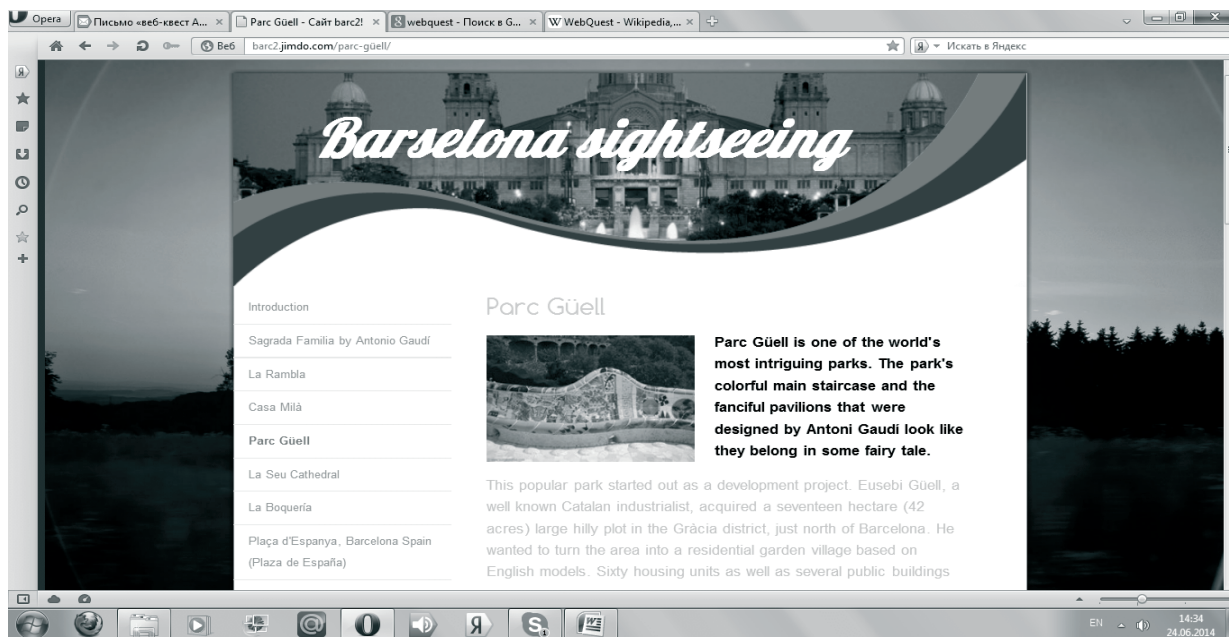 Opera
Письмо «веб-квест А...
Parc Güell - Сайт barc2!
webquest - Поиск в G...
WebQuest - Wikipedia,...
Веб
barc2.jimdo.com/parc-güell/
Искать в Яндекс
Barselona sightseeing
Introduction
Sagrada Familia by Antonio Gaudí
La Rambla
Casa Milà
Parc Güell
La Seu Cathedral
La Boquería
Plaça d'Espanya, Barcelona Spain
(Plaza de España)
Parc Güell
Parc Güell is one of the world's
most intriguing parks. The park's
colorful main staircase and the
fanciful pavilions that were
designed by Antoni Gaudí look like
they belong in some fairy tale.
This popular park started out as a development project. Eusebi Güell, a
well known Catalan industrialist, acquired a seventeen hectare (42
acres) large hilly plot in the Gràcia district, just north of Barcelona. He
wanted to turn the area into a residential garden village based on
English models. Sixty housing units as well as several public buildings
EN
14:34
24.06.2014